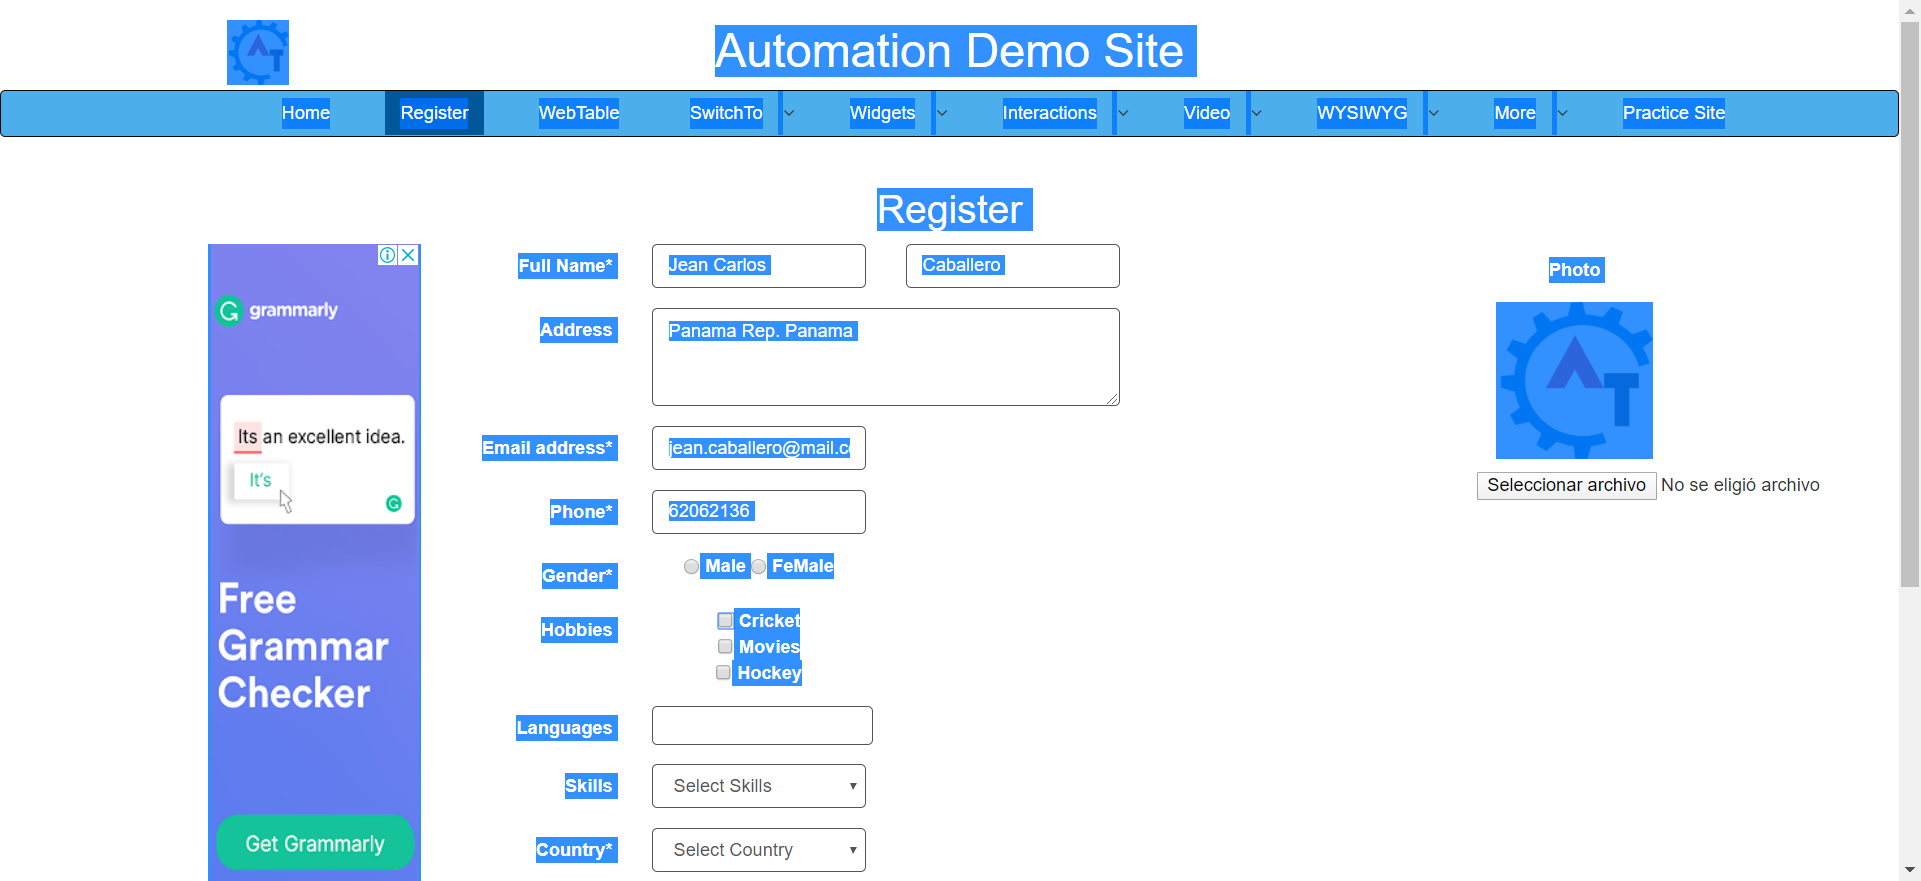 Automation Demo Site
Home Register WebTable SwitchTo Widgets Interactions Video WYSIWYG More Practice Site
Register
grammarly
Its an excellent idea.
It's
Free
Grammar
Checker
Get Grammarly
Full Name* Jean Carlos Caballero
Address Panama Rep. Panama
Email address* jean.caballero@mail.c
Phone* 62062136
Gender* Male FeMale
Hobbies Cricket
Movies
Hockey
Languages
Skills Select Skills
Country* Select Country
Photo
AT
Seleccionar archivo No se eligió archivo